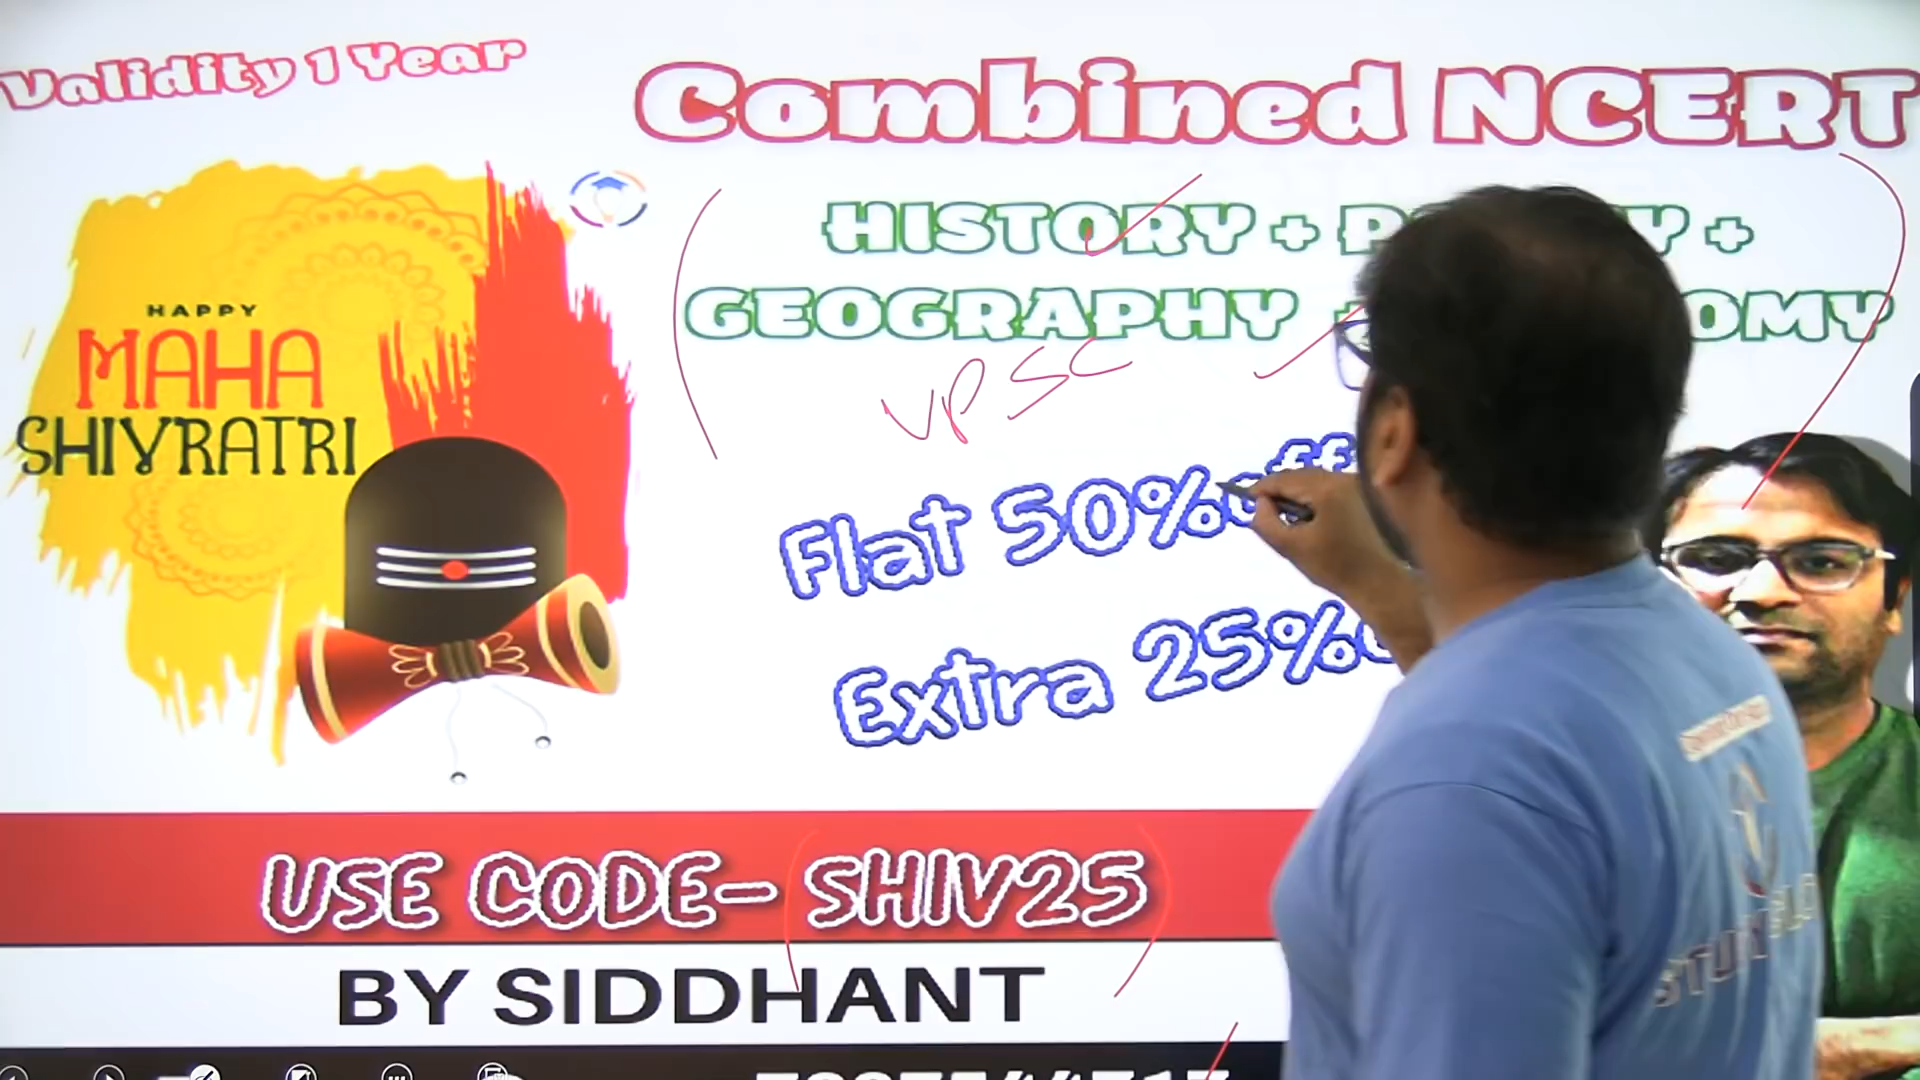 Validity 1 Year
Combined NCERT
HISTORY + +
GEOGRAPHY
UPSC
HAPPY
MAHA
SHIVRATRI
Flat 50% off
Extra 25%
USE CODE- SHIV25
BY SIDDHANT